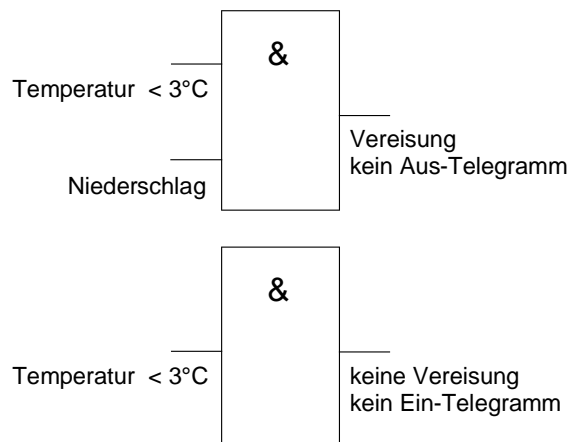 &
Temperatur < 3°C
Vereisung
kein Aus-Telegramm
Niederschlag
&
Temperatur < 3°C
keine Vereisung
kein Ein-Telegramm